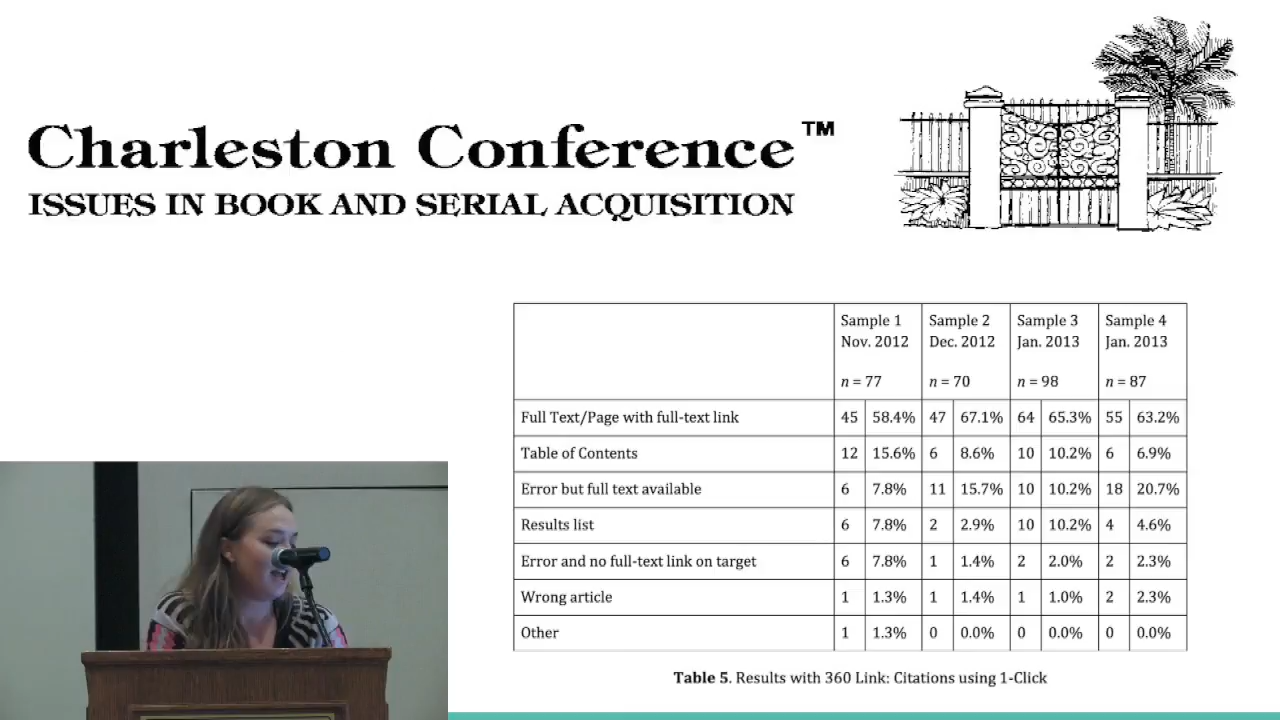 Charleston Conference™
ISSUES IN BOOK AND SERIAL ACQUISITION
Sample 1 Nov. 2012 n = 77 Sample 2 Dec. 2012 n = 70 Sample 3 Jan. 2013 n = 98 Sample 4 Jan. 2013 n = 87
Full Text/Page with full-text link 45 58.4% 47 67.1% 64 65.3% 55 63.2%
Table of Contents 12 15.6% 6 8.6% 10 10.2% 6 6.9%
Error but full text available 6 7.8% 11 15.7% 10 10.2% 18 20.7%
Results list 6 7.8% 2 2.9% 10 10.2% 4 4.6%
Error and no full-text link on target 6 7.8% 1 1.4% 2 2.0% 2 2.3%
Wrong article 1 1.3% 1 1.4% 1 1.0% 2 2.3%
Other 1 1.3% 0 0.0% 0 0.0% 0 0.0%
Table 5. Results with 360 Link: Citations using 1-Click